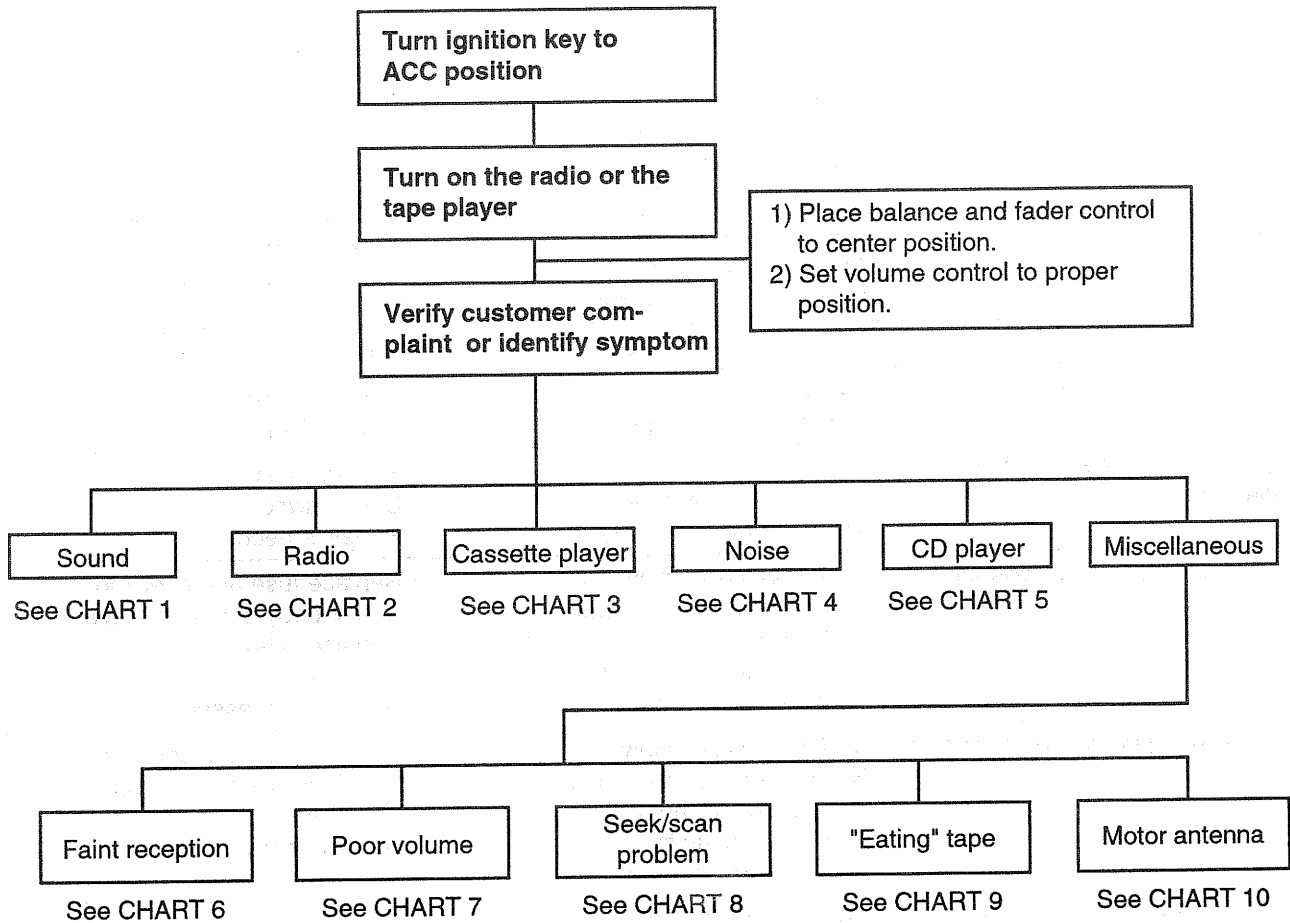 Turn ignition key to
ACC position
Turn on the radio or the
tape player
1) Place balance and fader control
to center position.
2) Set volume control to proper
position.
Verify customer com-
plaint or identify symptom
Sound
Radio
Cassette player
Noise
CD player
Miscellaneous
See CHART 1
See CHART 2
See CHART 3
See CHART 4
See CHART 5
Faint reception
Poor volume
Seek/scan
problem
"Eating" tape
Motor antenna
See CHART 6
See CHART 7
See CHART 8
See CHART 9
See CHART 10